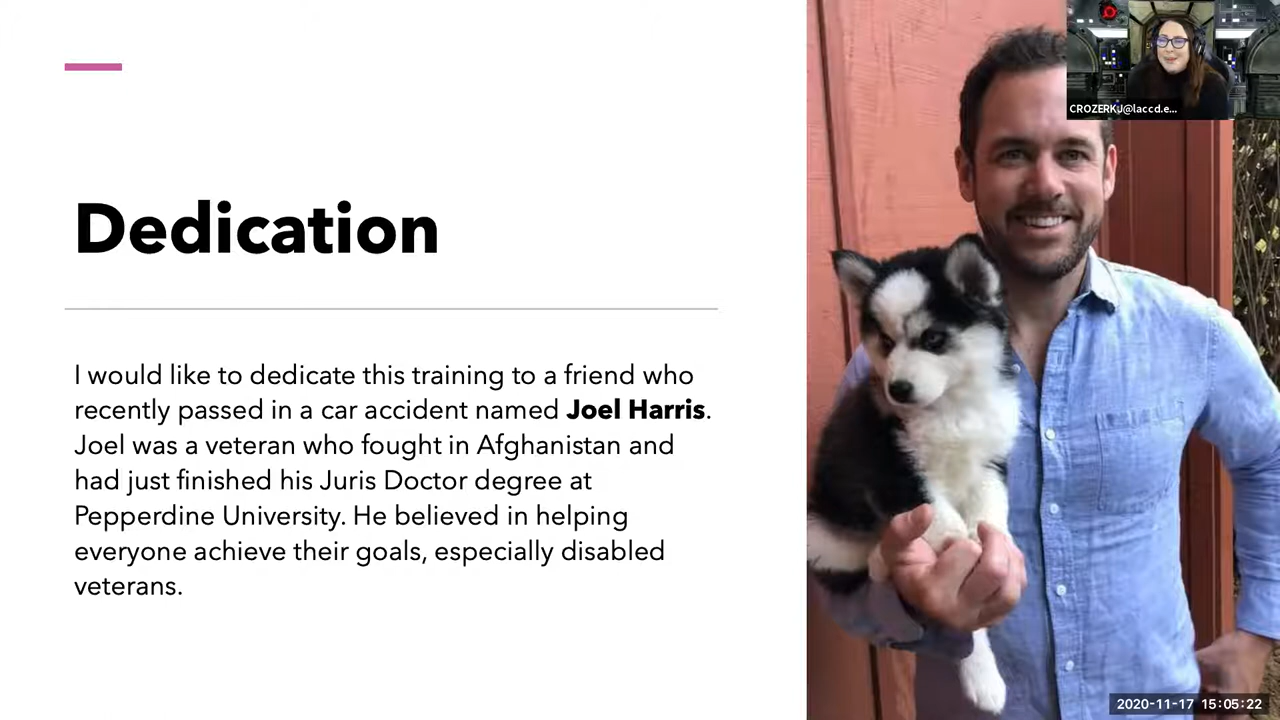 CROZERKJ@laccd.e...
Dedication
I would like to dedicate this training to a friend who
recently passed in a car accident named Joel Harris.
Joel was a veteran who fought in Afghanistan and
had just finished his Juris Doctor degree at
Pepperdine University. He believed in helping
everyone achieve their goals, especially disabled
veterans.
2020-11-17 15:05:22